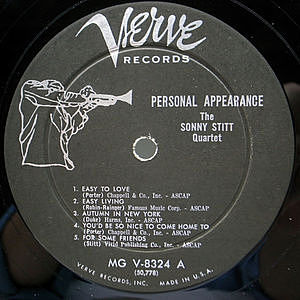 Verve
RECORDS
PERSONAL APPEARANCE
The
SONNY STITT
Quartet
1. EASY TO LOVE
(Porter) Chappell & Co., Inc. - ASCAP
2. EASY LIVING
(Robin-Rainger) Famous Music Corp. - ASCAP
3. AUTUMN IN NEW YORK
(Duke) Harms, Inc. - ASCAP
4. YOU'D BE SO NICE TO COME HOME TO
(Porter) Chappell & Co., Inc. - ASCAP
5. FOR SOME FRIENDS
(Stitt) Vivid Publishing Co., Inc. - ASCAP
MG V-8324 A
(50,778)
VERVE RECORDS, INC. MADE IN U.S.A.